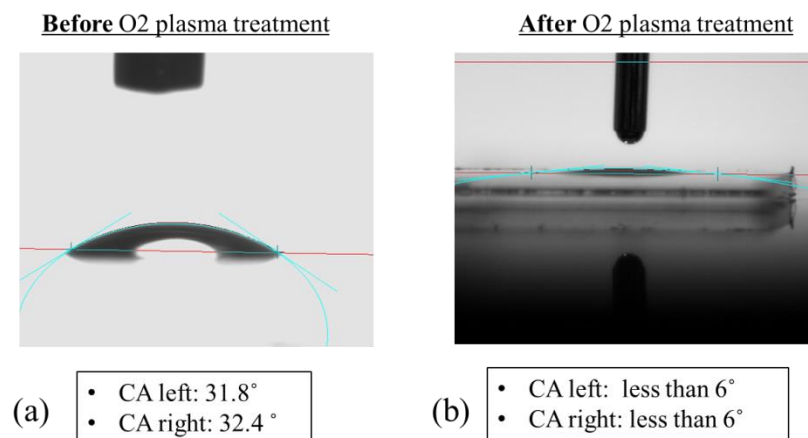 Before O2 plasma treatment
After O2 plasma treatment
(a)
• CA left: 31.8°
• CA right: 32.4 °
(b)
• CA left: less than 6°
• CA right: less than 6°